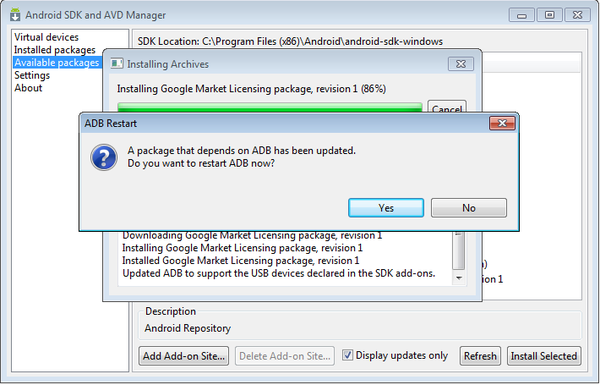 Android SDK and AVD Manager
Virtual devices
Installed packages
Available packages
Settings
About
SDK Location: C:\Program Files (x86)\Android\android-sdk-windows
Installing Archives
Installing Google Market Licensing package, revision 1 (86%)
Cancel
ADB Restart
A package that depends on ADB has been updated.
Do you want to restart ADB now?
Yes No
Downloading Google Market Licensing package, revision 1
Installing Google Market Licensing package, revision 1
Installed Google Market Licensing package, revision 1
Updated ADB to support the USB devices declared in the SDK add-ons.
ion 1
Description
Android Repository
Add Add-on Site... Delete Add-on Site... Display updates only Refresh Install Selected